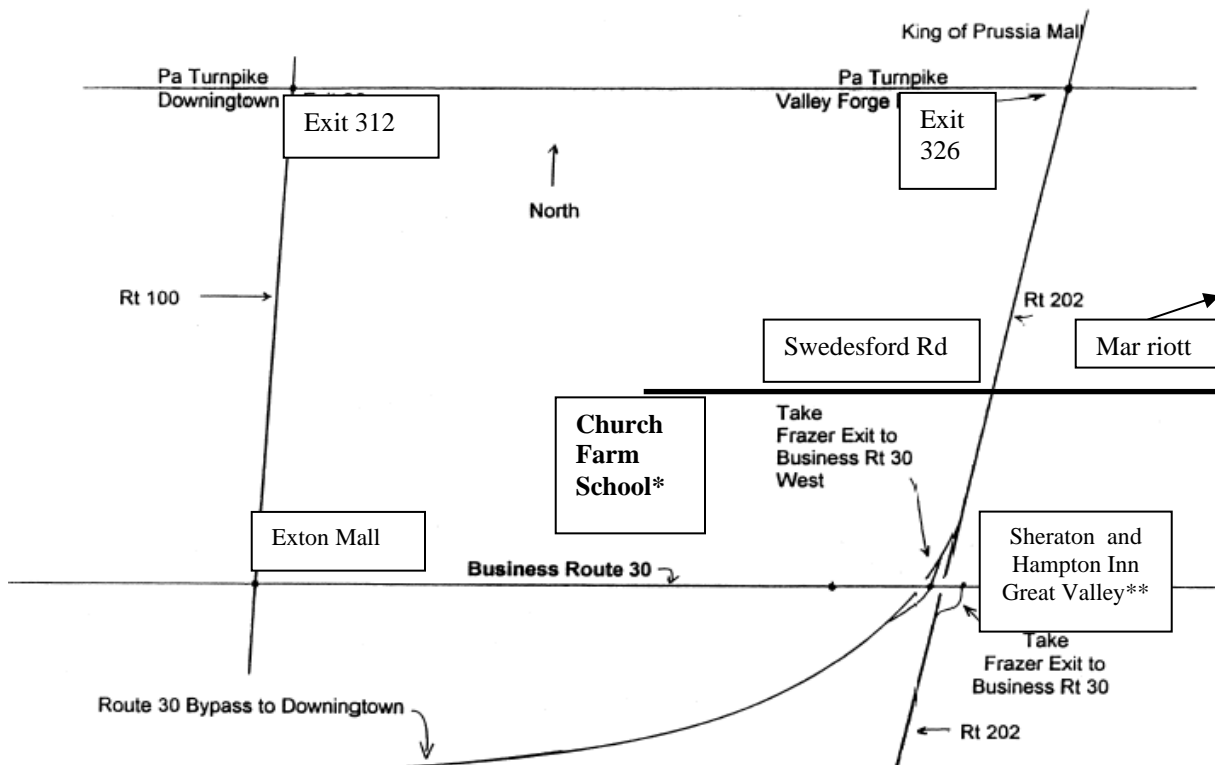 King of Prussia Mall
Pa Turnpike
Downingtown
Pa Turnpike
Valley Forge
Exit 312
Exit
326
North
Rt 100
Rt 202
Swedesford Rd
Mar riott
Church
Farm
School*
Take
Frazer Exit to
Business Rt 30
West
Exton Mall
Business Route 30
Sheraton and
Hampton Inn
Great Valley**
Take
Frazer Exit to
Business Rt 30
Route 30 Bypass to Downingtown
Rt 202